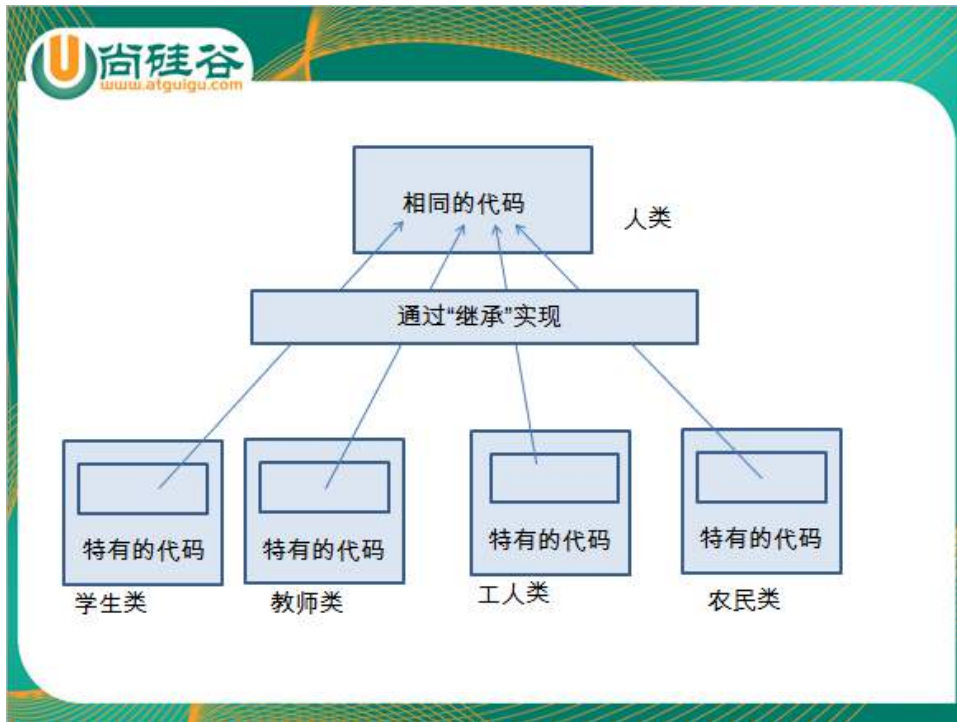 尚硅谷
www.atguigu.com
相同的代码
人类
通过“继承”实现
特有的代码
特有的代码
特有的代码
特有的代码
学生类
教师类
工人类
农民类